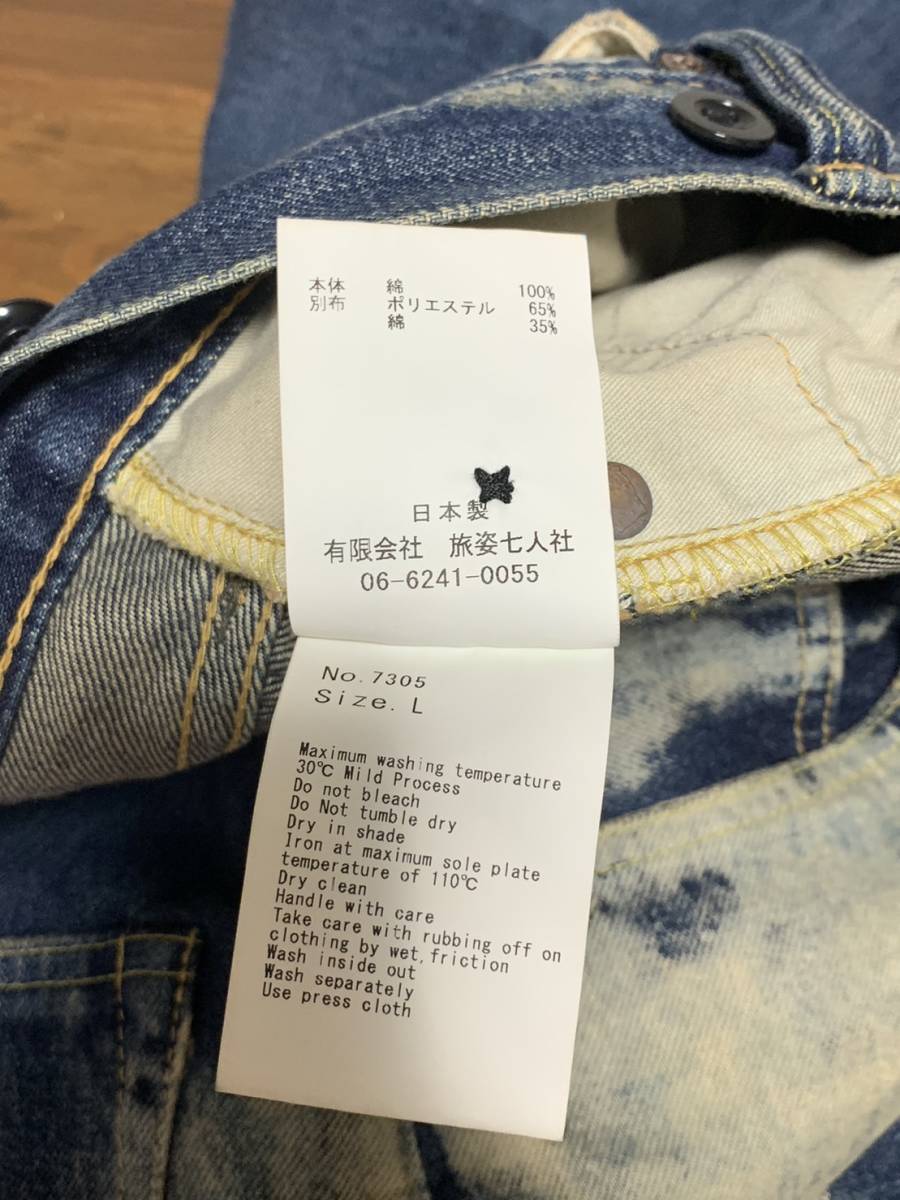 本体 綿 100%
別布 ポリエステル 65%
綿 35%
日本製
有限会社 旅姿七人社
06-6241-0055
No. 7305
Size. L
Maximum washing temperature
30℃ Mild Process
Do not bleach
Do Not tumble dry
Dry in shade
Iron at maximum sole plate
temperature of 110℃
Dry clean
Handle with care
Take care with rubbing off on
clothing by wet, friction
Wash inside out
Wash separately
Use press cloth